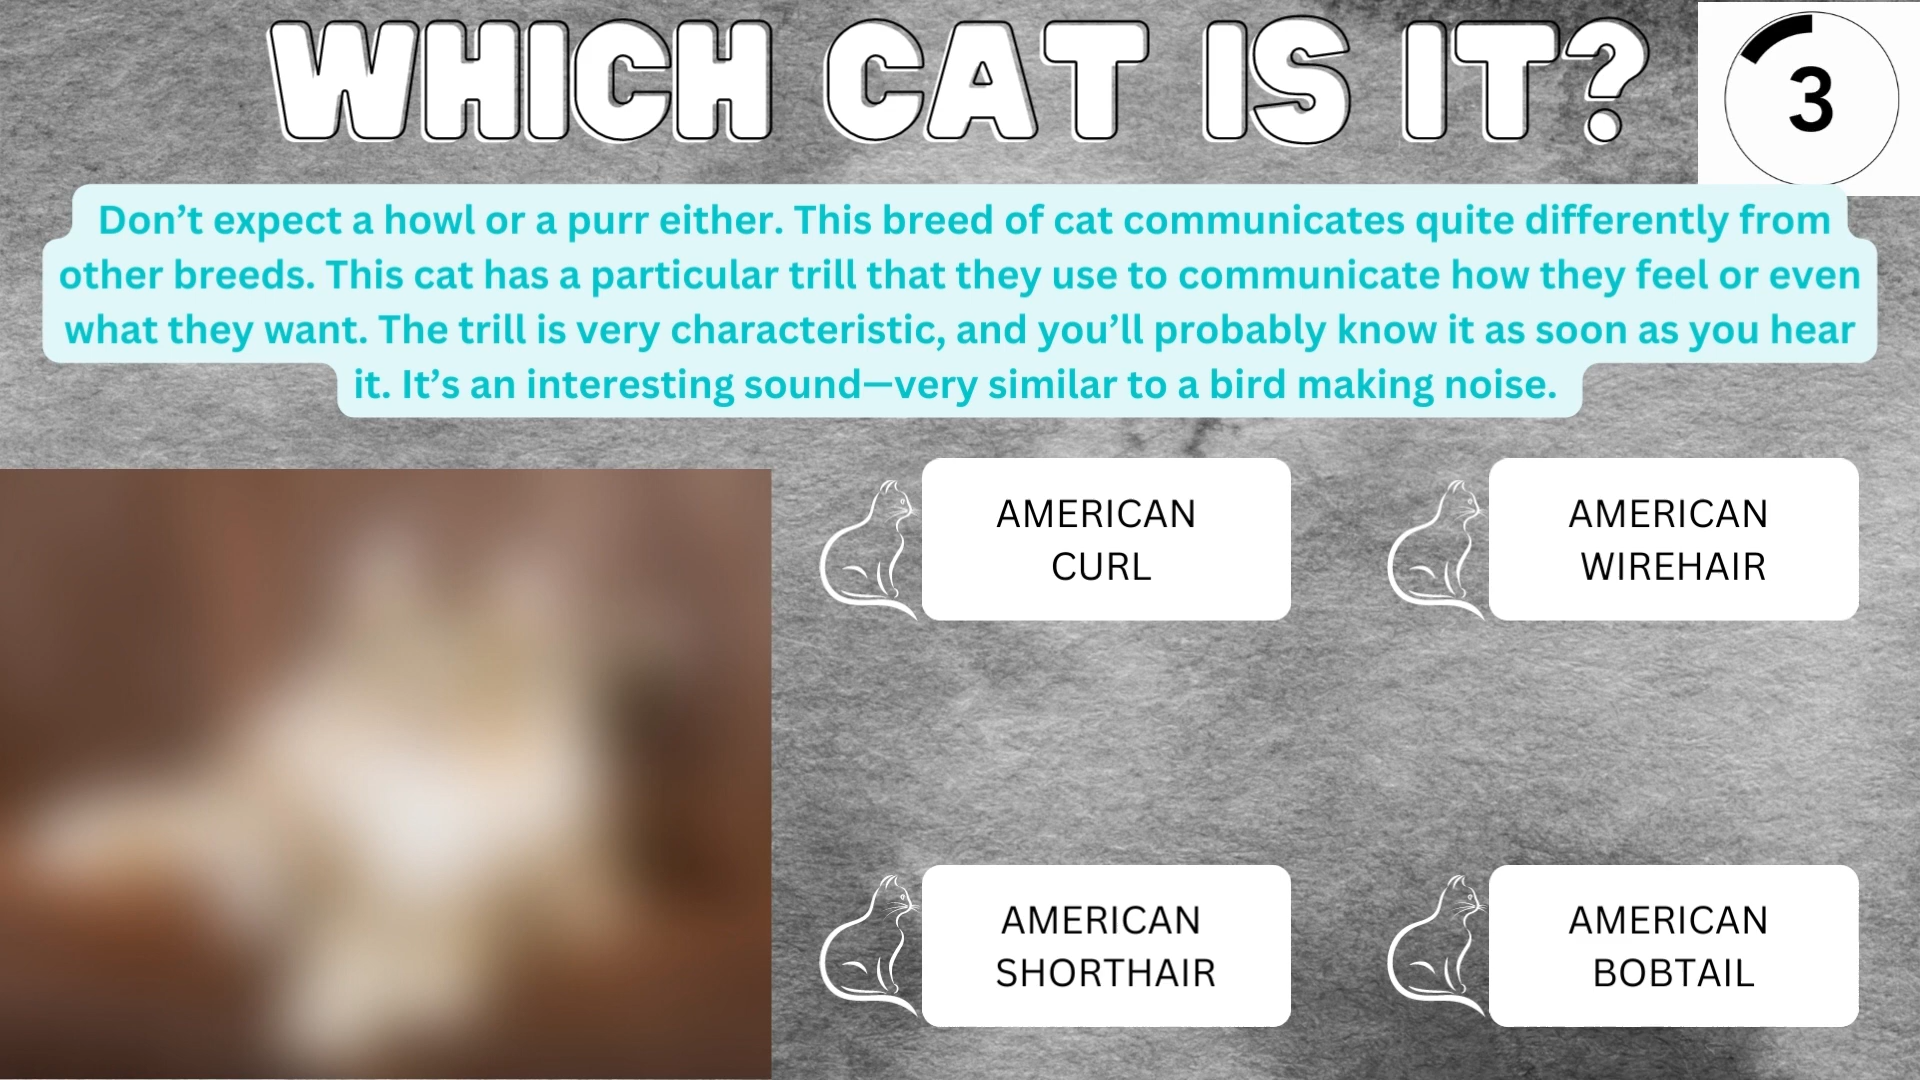 WHICH CAT IS IT?
3
Don’t expect a howl or a purr either. This breed of cat communicates quite differently from
other breeds. This cat has a particular trill that they use to communicate how they feel or even
what they want. The trill is very characteristic, and you’ll probably know it as soon as you hear
it. It’s an interesting sound—very similar to a bird making noise.
AMERICAN
CURL
AMERICAN
WIREHAIR
AMERICAN
SHORTHAIR
AMERICAN
BOBTAIL